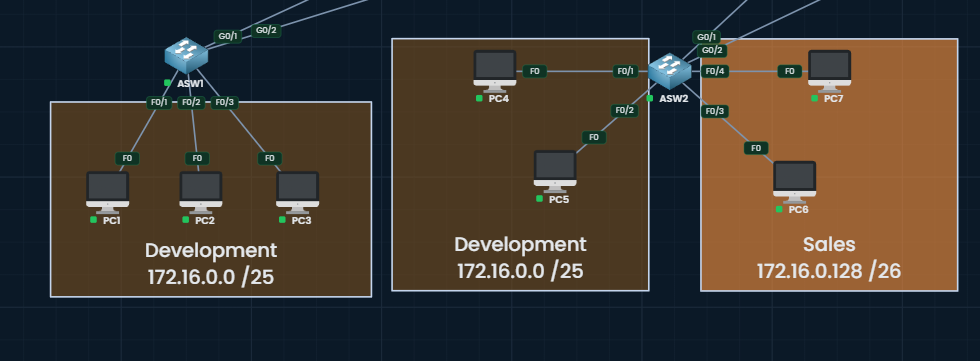 G0/1
G0/2
ASW1
F0/1
F0/2
F0/3
F0
F0
F0
PC1
PC2
PC3
Development
172.16.0.0 /25
G0/1
G0/2
F0
F0/1
ASW2
F0/4
F0
PC4
PC7
F0/2
F0/3
F0
F0
PC5
PC6
Development
172.16.0.0 /25
Sales
172.16.0.128 /26